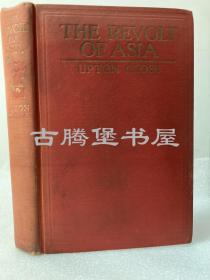 THE REVOLT
OF ASIA
UPTON CLOSE
古腾堡书屋